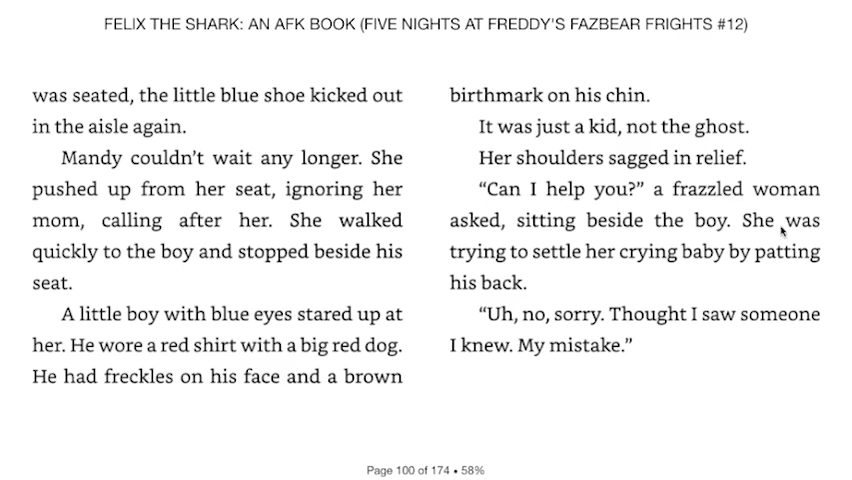 FELIX THE SHARK: AN AFK BOOK (FIVE NIGHTS AT FREDDY'S FAZBEAR FRIGHTS #12)
was seated, the little blue shoe kicked out
in the aisle again.
Mandy couldn’t wait any longer. She
pushed up from her seat, ignoring her
mom, calling after her. She walked
quickly to the boy and stopped beside his
seat.
A little boy with blue eyes stared up at
her. He wore a red shirt with a big red dog.
He had freckles on his face and a brown
birthmark on his chin.
It was just a kid, not the ghost.
Her shoulders sagged in relief.
“Can I help you?” a frazzled woman
asked, sitting beside the boy. She was
trying to settle her crying baby by patting
his back.
“Uh, no, sorry. Thought I saw someone
I knew. My mistake.”
Page 100 of 174 • 58%